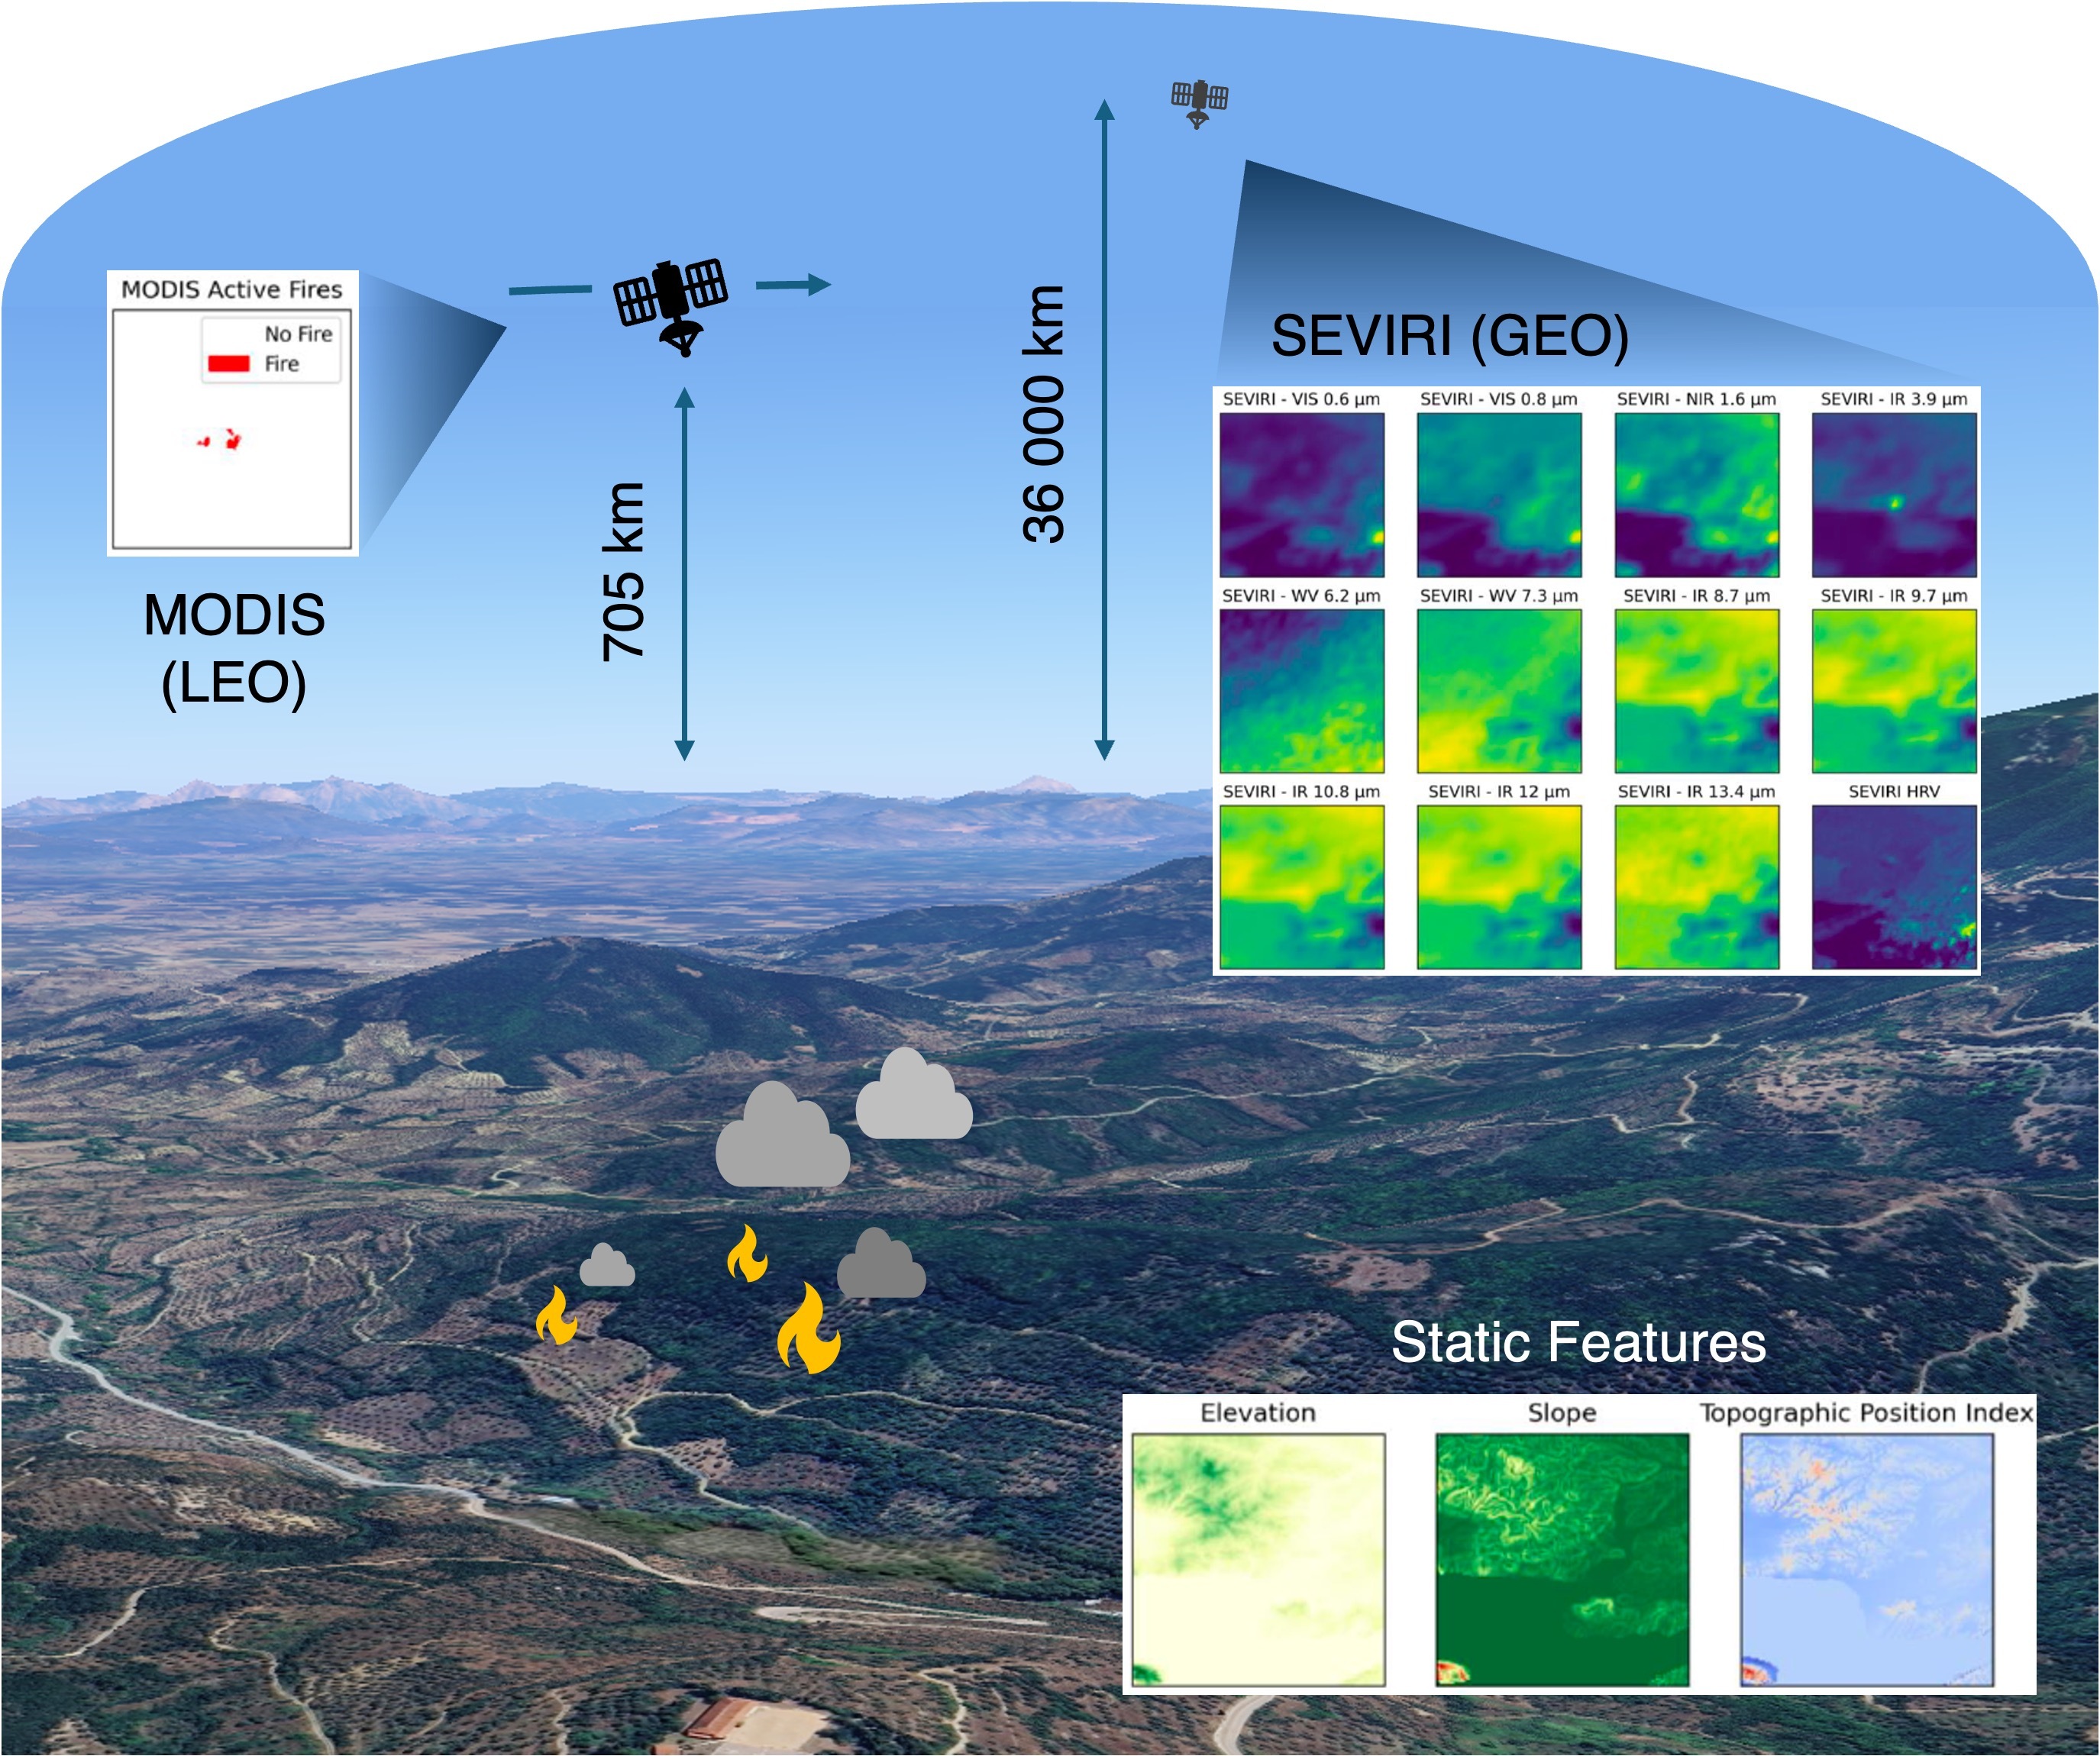 MODIS Active Fires
No Fire
Fire
MODIS
(LEO)
705 km
36 000 km
SEVIRI (GEO)
SEVIRI - VIS 0.6 μm
SEVIRI - VIS 0.8 μm
SEVIRI - NIR 1.6 μm
SEVIRI - IR 3.9 μm
SEVIRI - WV 6.2 μm
SEVIRI - WV 7.3 μm
SEVIRI - IR 8.7 μm
SEVIRI - IR 9.7 μm
SEVIRI - IR 10.8 μm
SEVIRI - IR 12 μm
SEVIRI - IR 13.4 μm
SEVIRI HRV
Static Features
Elevation
Slope
Topographic Position Index